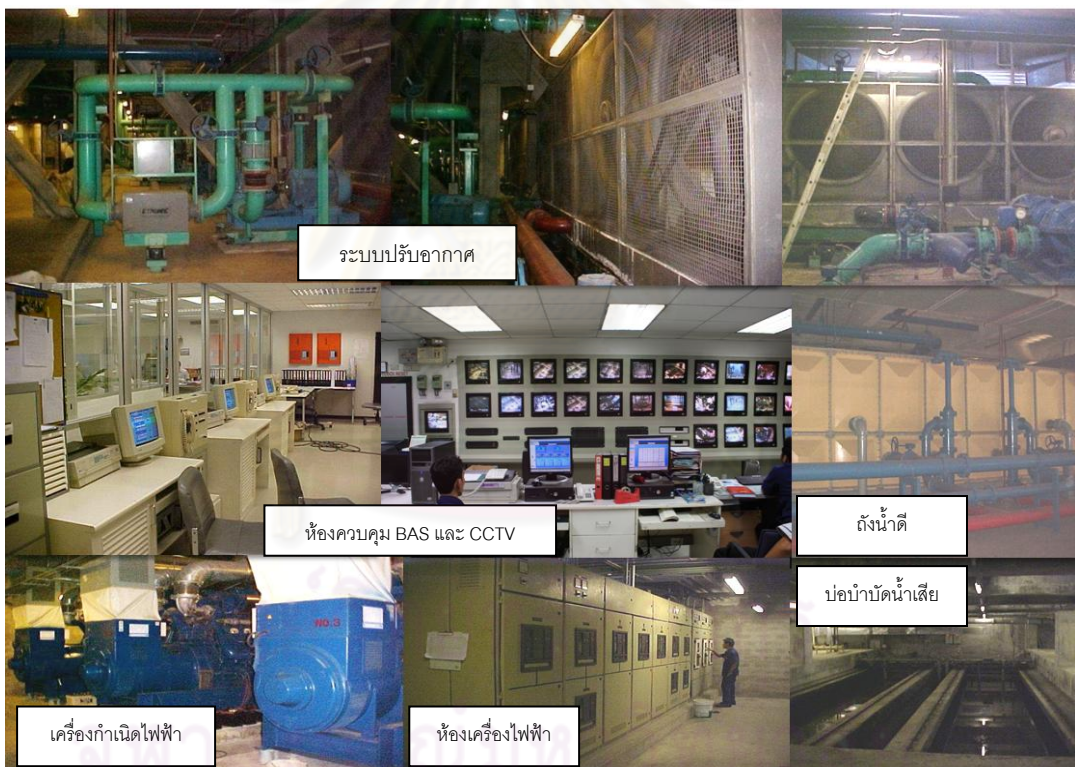 ระบบปรับอากาศ
ห้องควบคุม BAS และ CCTV
ถังน้ำดี
บ่อบำบัดน้ำเสีย
NO.3
เครื่องกำเนิดไฟฟ้า
ห้องเครื่องไฟฟ้า